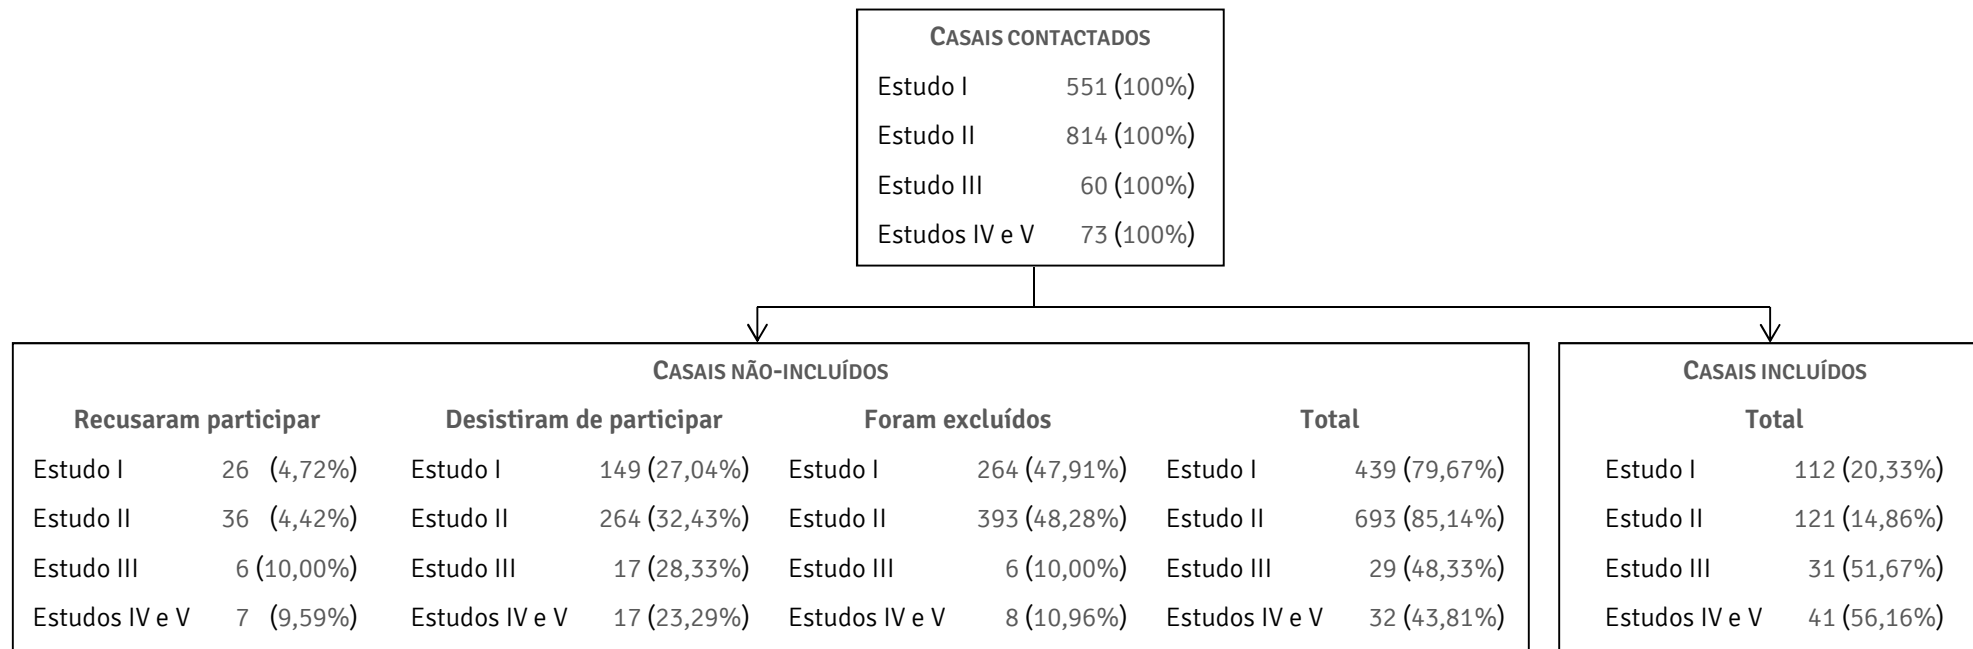 CASAIS CONTACTADOS
Estudo I 551 (100%)
Estudo II 814 (100%)
Estudo III 60 (100%)
Estudos IV e V 73 (100%)
CASAIS NÃO-INCLUÍDOS
Recusaram participar Desistiram de participar Foram excluídos Total
Estudo I 26 (4,72%) Estudo I 149 (27,04%) Estudo I 264 (47,91%) Estudo I 439 (79,67%)
Estudo II 36 (4,42%) Estudo II 264 (32,43%) Estudo II 393 (48,28%) Estudo II 693 (85,14%)
Estudo III 6 (10,00%) Estudo III 17 (28,33%) Estudo III 6 (10,00%) Estudo III 29 (48,33%)
Estudos IV e V 7 (9,59%) Estudos IV e V 17 (23,29%) Estudos IV e V 8 (10,96%) Estudos IV e V 32 (43,81%)
CASAIS INCLUÍDOS
Total
Estudo I 112 (20,33%)
Estudo II 121 (14,86%)
Estudo III 31 (51,67%)
Estudos IV e V 41 (56,16%)